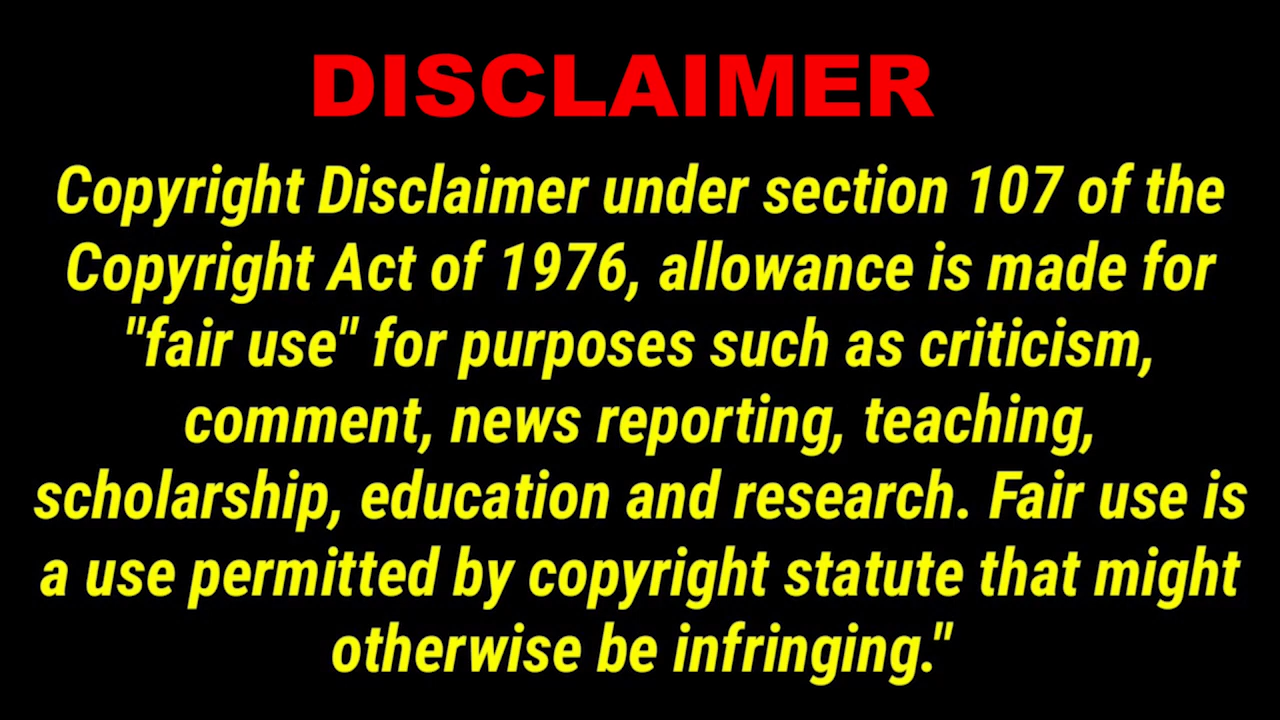 DISCLAIMER
Copyright Disclaimer under section 107 of the
Copyright Act of 1976, allowance is made for
"fair use" for purposes such as criticism,
comment, news reporting, teaching,
scholarship, education and research. Fair use is
a use permitted by copyright statute that might
otherwise be infringing."